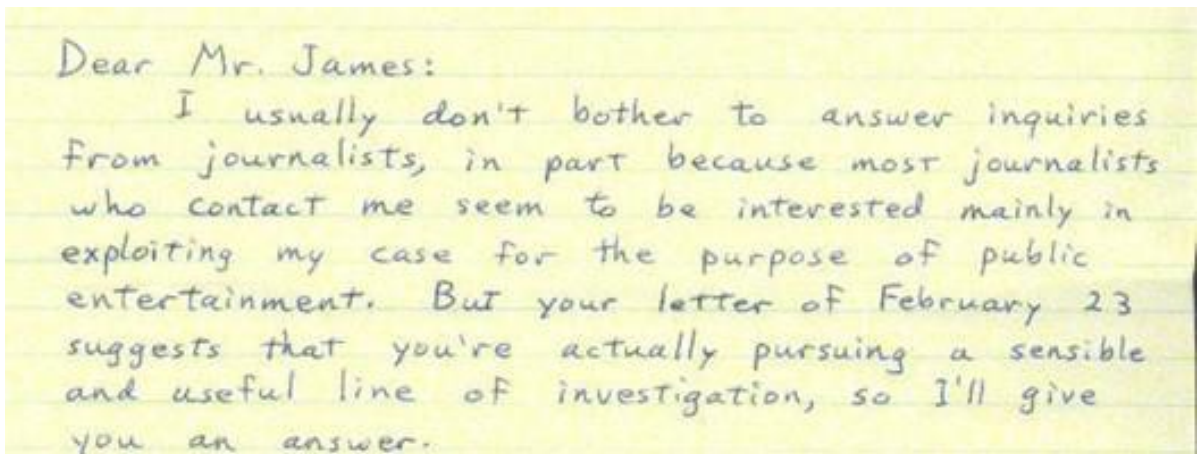 Dear Mr. James:
I usually don't bother to answer inquiries
from journalists, in part because most journalists
who contact me seem to be interested mainly in
exploiting my case for the purpose of public
entertainment. But your letter of February 23
suggests that you're actually pursuing a sensible
and useful line of investigation, so I'll give
you an answer.